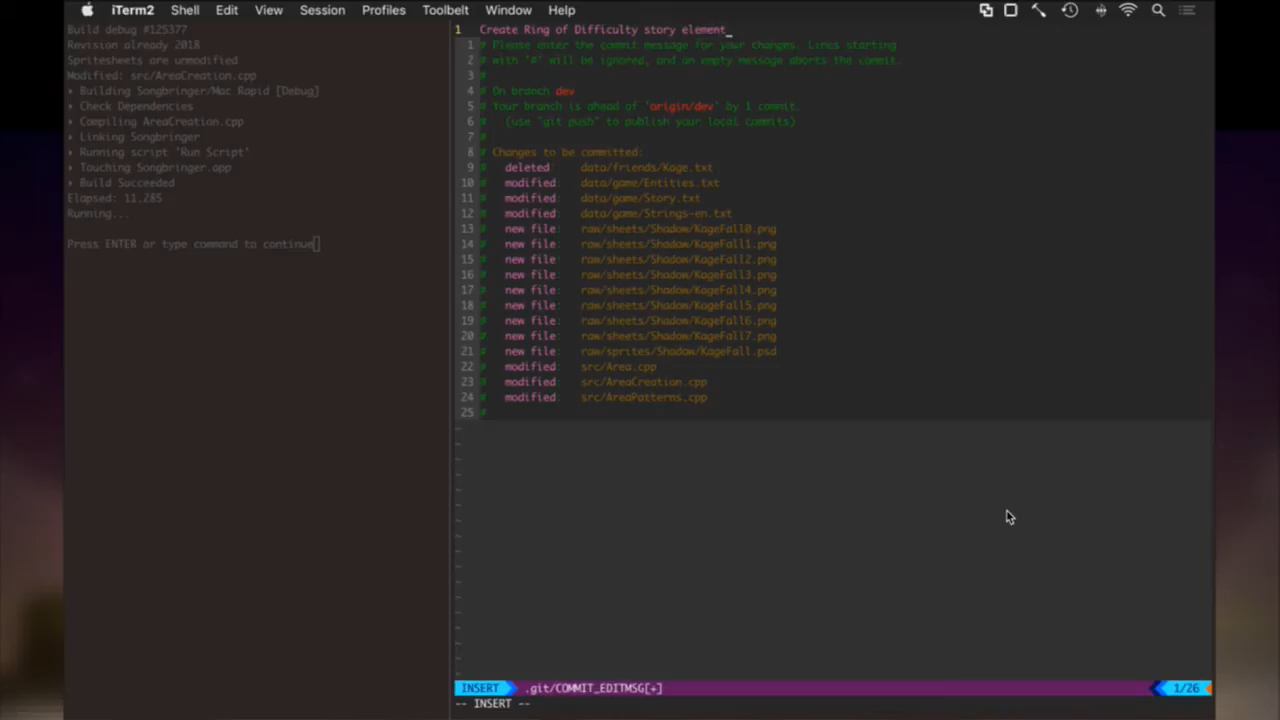 iTerm2 Shell Edit View Session Profiles Toolbelt Window Help
Build debug #125377
Revision already 2018
Spritesheets are unmodified
Modified: src/AreaCreation.cpp
▸ Building Songbringer/Mac Rapid [Debug]
▸ Check Dependencies
▸ Compiling AreaCreation.cpp
▸ Linking Songbringer
▸ Running script 'Run Script'
▸ Touching Songbringer.app
▸ Build Succeeded
Elapsed: 11.285
Running...
Press ENTER or type command to continue
1 Create Ring of Difficulty story element_
1 # Please enter the commit message for your changes. Lines starting
2 # with '#' will be ignored, and an empty message aborts the commit.
3 #
4 # On branch dev
5 # Your branch is ahead of 'origin/dev' by 1 commit.
6 #   (use "git push" to publish your local commits)
7 #
8 # Changes to be committed:
9 #   deleted:    data/friends/Kage.txt
10 #   modified:   data/game/Entities.txt
11 #   modified:   data/game/Story.txt
12 #   modified:   data/game/Strings-en.txt
13 #   new file:   raw/sheets/Shadow/KageFall0.png
14 #   new file:   raw/sheets/Shadow/KageFall1.png
15 #   new file:   raw/sheets/Shadow/KageFall2.png
16 #   new file:   raw/sheets/Shadow/KageFall3.png
17 #   new file:   raw/sheets/Shadow/KageFall4.png
18 #   new file:   raw/sheets/Shadow/KageFall5.png
19 #   new file:   raw/sheets/Shadow/KageFall6.png
20 #   new file:   raw/sheets/Shadow/KageFall7.png
21 #   new file:   raw/sprites/Shadow/KageFall.psd
22 #   modified:   src/Area.cpp
23 #   modified:   src/AreaCreation.cpp
24 #   modified:   src/AreaPatterns.cpp
25 #
INSERT .git/COMMIT_EDITMSG[+] 1/26
-- INSERT --